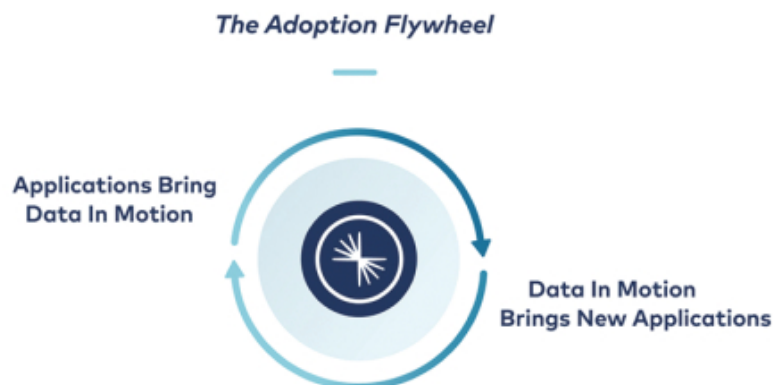 The Adoption Flywheel
Applications Bring
Data In Motion
Data In Motion
Brings New Applications